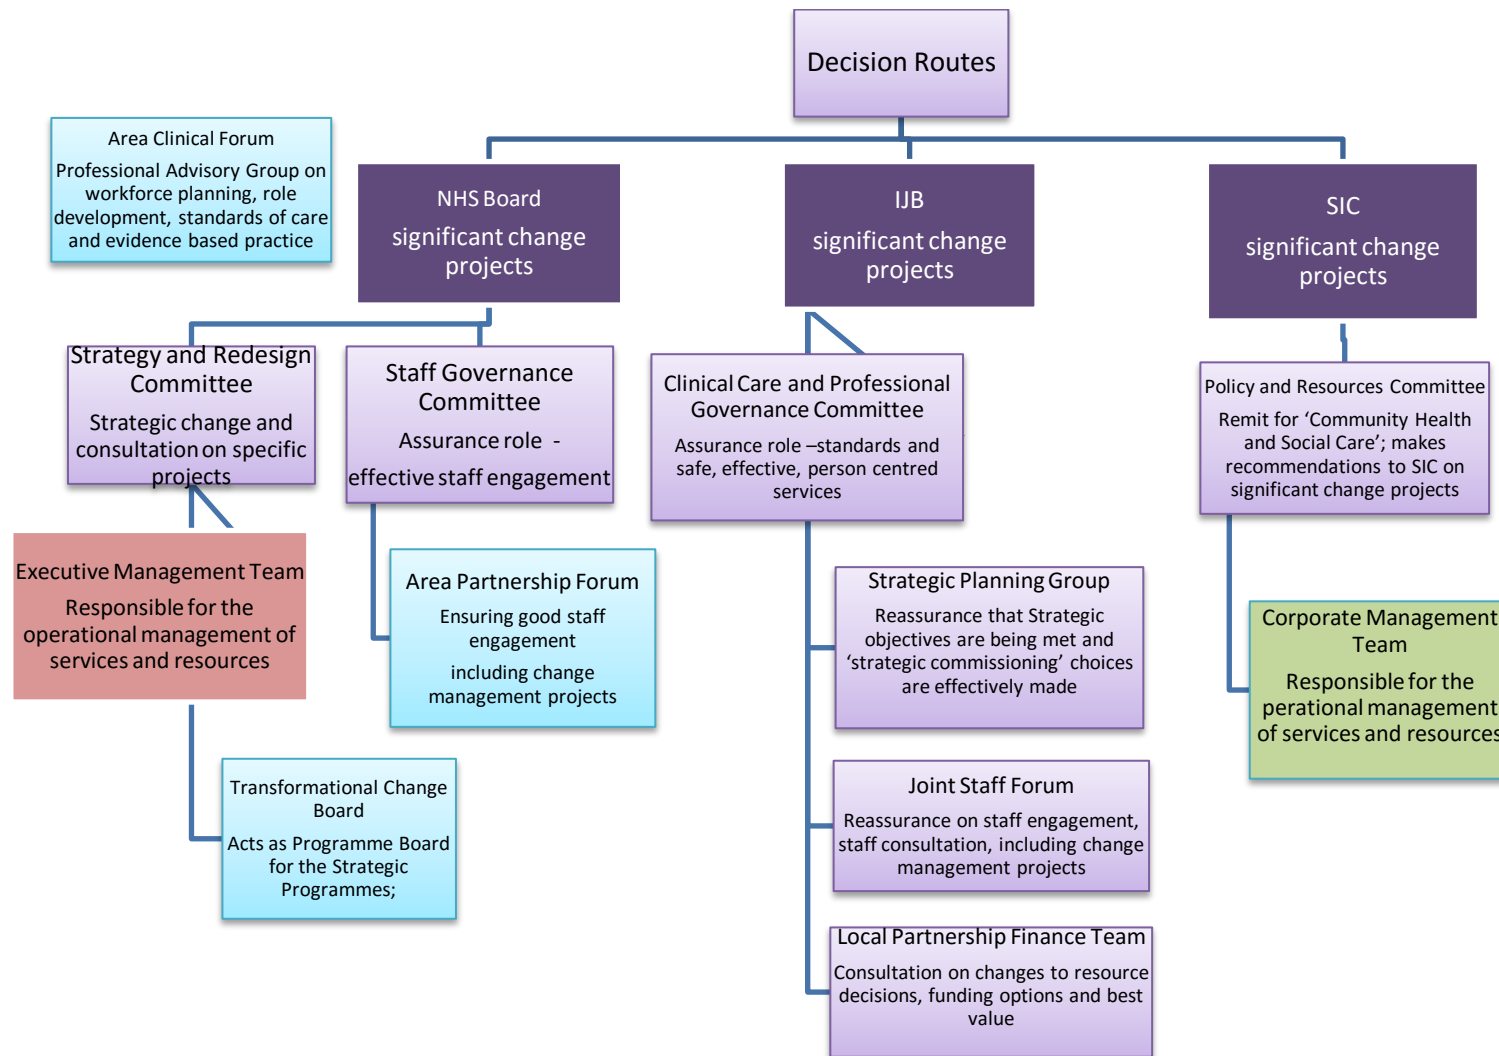 Decision Routes
Area Clinical Forum
Professional Advisory Group on
workforce planning, role
development, standards of care
and evidence based practice
NHS Board
significant change
projects
IJB
significant change
projects
SIC
significant change
projects
Strategy and Redesign
Committee
Strategic change and
consultation on specific
projects
Staff Governance
Committee
Assurance role -
effective staff engagement
Clinical Care and Professional
Governance Committee
Assurance role –standards and
safe, effective, person centred
services
Policy and Resources Committee
Remit for ‘Community Health
and Social Care’; makes
recommendations to SIC on
significant change projects
Executive Management Team
Responsible for the
operational management of
services and resources
Area Partnership Forum
Ensuring good staff
engagement
including change
management projects
Strategic Planning Group
Reassurance that Strategic
objectives are being met and
‘strategic commissioning’ choices
are effectively made
Corporate Management
Team
Responsible for the
perational management
of services and resources
Transformational Change
Board
Acts as Programme Board
for the Strategic
Programmes;
Joint Staff Forum
Reassurance on staff engagement,
staff consultation, including change
management projects
Local Partnership Finance Team
Consultation on changes to resource
decisions, funding options and best
value